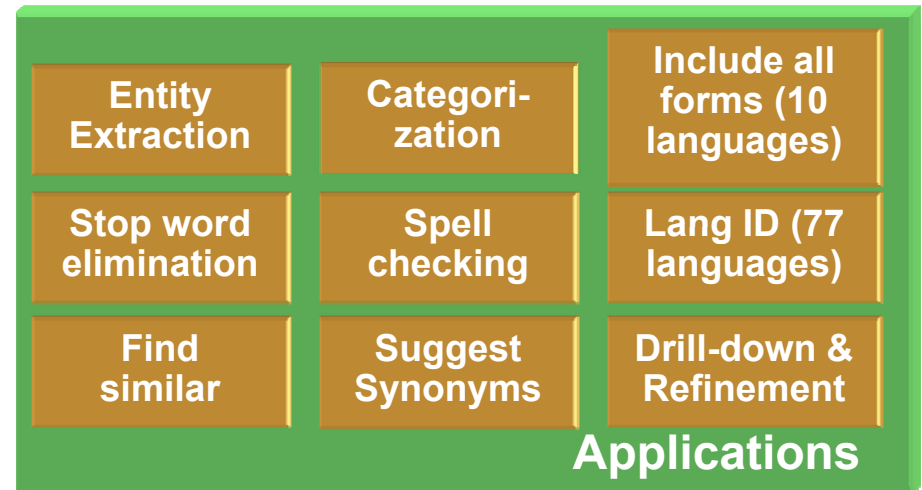 Entity
Extraction
Categori-
zation
Include all
forms (10
languages)
Stop word
elimination
Spell
checking
Lang ID (77
languages)
Find
similar
Suggest
Synonyms
Drill-down &
Refinement
Applications